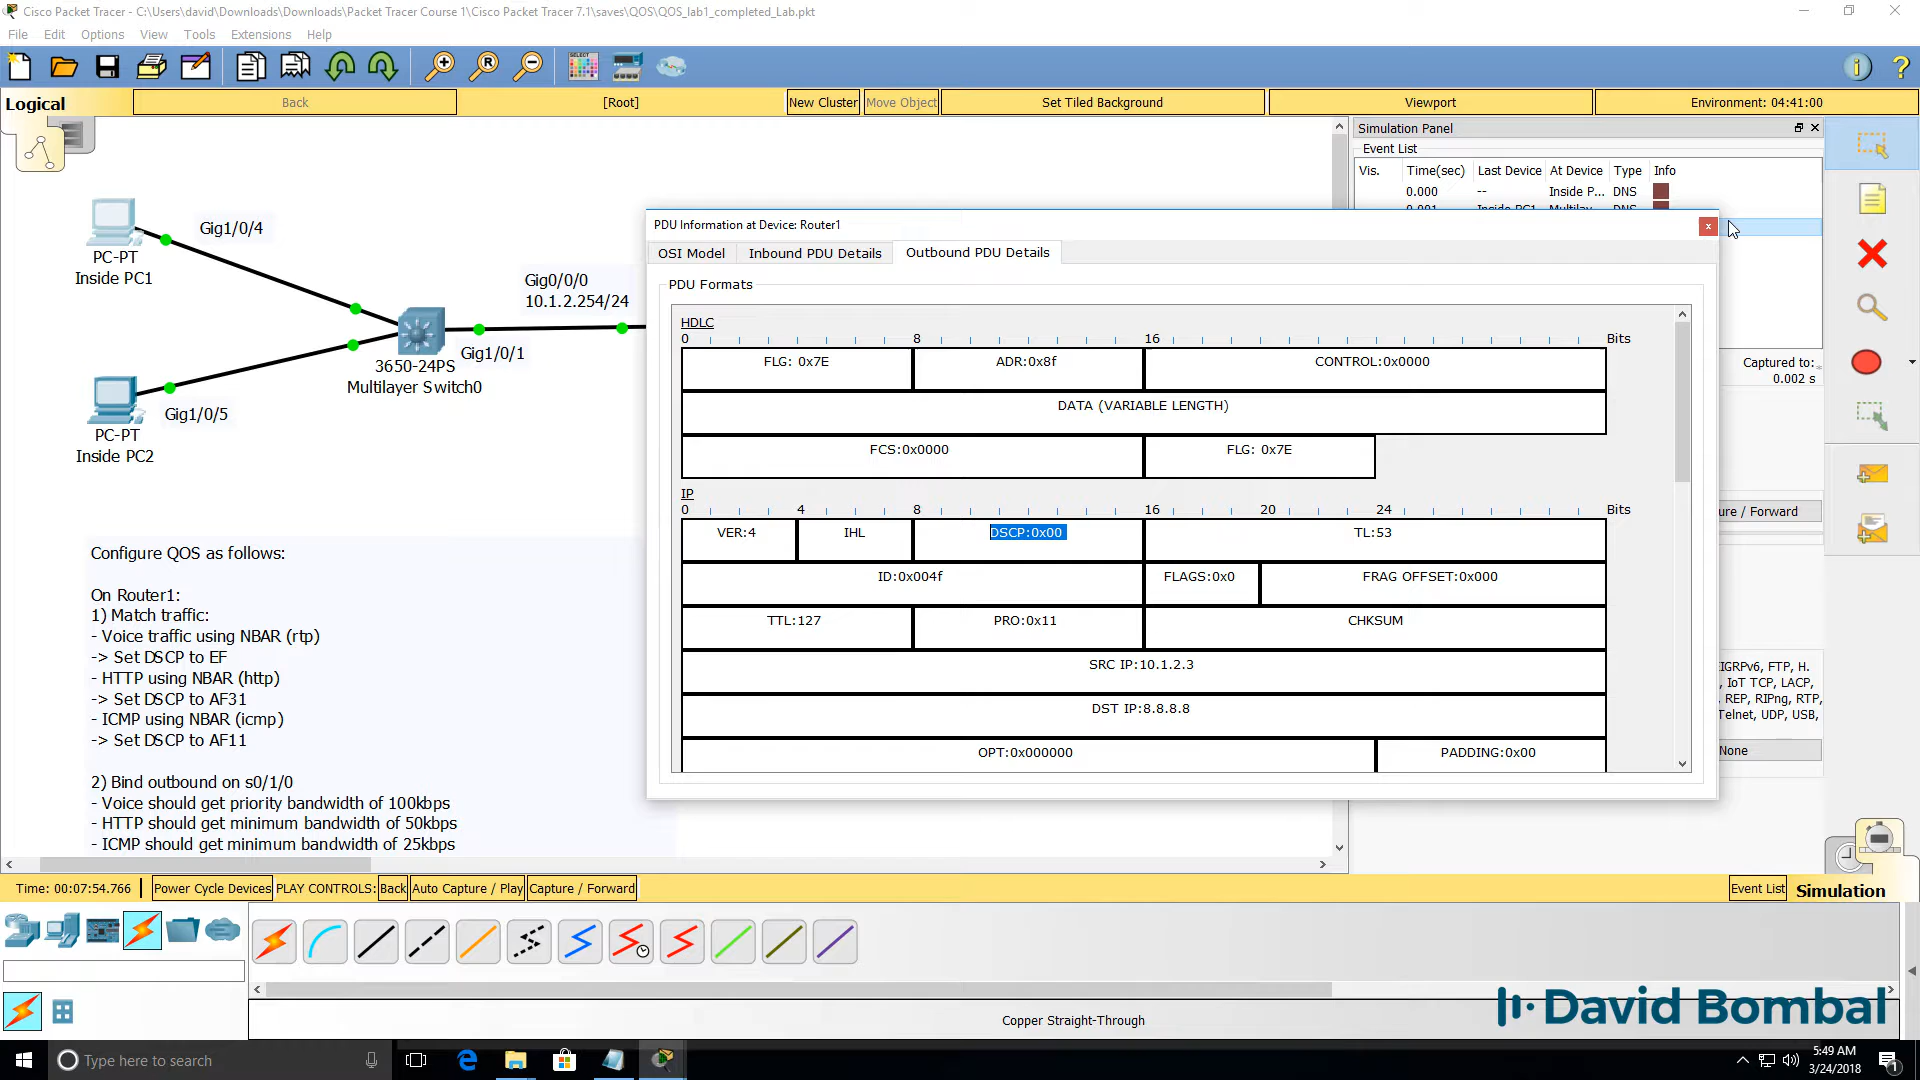 Cisco Packet Tracer - C:\Users\david\Downloads\Downloads\Packet Tracer Course 1\Cisco Packet Tracer 7.1\saves\QOS\QOS_lab1_completed_Lab.pkt
File Edit Options View Tools Extensions Help
Logical Back [Root] New Cluster Move Object Set Tiled Background Viewport Environment: 04:41:00
Simulation Panel
Event List
Vis. Time(sec) Last Device At Device Type Info
0.000 -- Inside P... DNS
0.001 Inside PC1 Multilay... DNS
PDU Information at Device: Router1
OSI Model Inbound PDU Details Outbound PDU Details
PDU Formats
HDLC
0 8 16 Bits
FLG: 0x7E ADR:0x8f CONTROL:0x0000
DATA (VARIABLE LENGTH)
FCS:0x0000 FLG: 0x7E
IP
0 4 8 16 20 24 Bits
VER:4 IHL DSCP:0x00 TL:53
ID:0x004f FLAGS:0x0 FRAG OFFSET:0x000
TTL:127 PRO:0x11 CHKSUM
SRC IP:10.1.2.3
DST IP:8.8.8.8
OPT:0x000000 PADDING:0x00
Gig1/0/4
PC-PT
Inside PC1
Gig0/0/0
10.1.2.254/24
Gig1/0/1
3650-24PS
Multilayer Switch0
Gig1/0/5
PC-PT
Inside PC2
Captured to:
0.002 s
ure / Forward
IGRPv6, FTP, H.
, IoT TCP, LACP,
, REP, RIPng, RTP,
Telnet, UDP, USB,
None
Configure QOS as follows:
On Router1:
1) Match traffic:
- Voice traffic using NBAR (rtp)
-> Set DSCP to EF
- HTTP using NBAR (http)
-> Set DSCP to AF31
- ICMP using NBAR (icmp)
-> Set DSCP to AF11
2) Bind outbound on s0/1/0
- Voice should get priority bandwidth of 100kbps
- HTTP should get minimum bandwidth of 50kbps
- ICMP should get minimum bandwidth of 25kbps
Time: 00:07:54.766 Power Cycle Devices PLAY CONTROLS: Back Auto Capture / Play Capture / Forward Event List Simulation
Copper Straight-Through
David Bombal
Type here to search
5:49 AM
3/24/2018
1